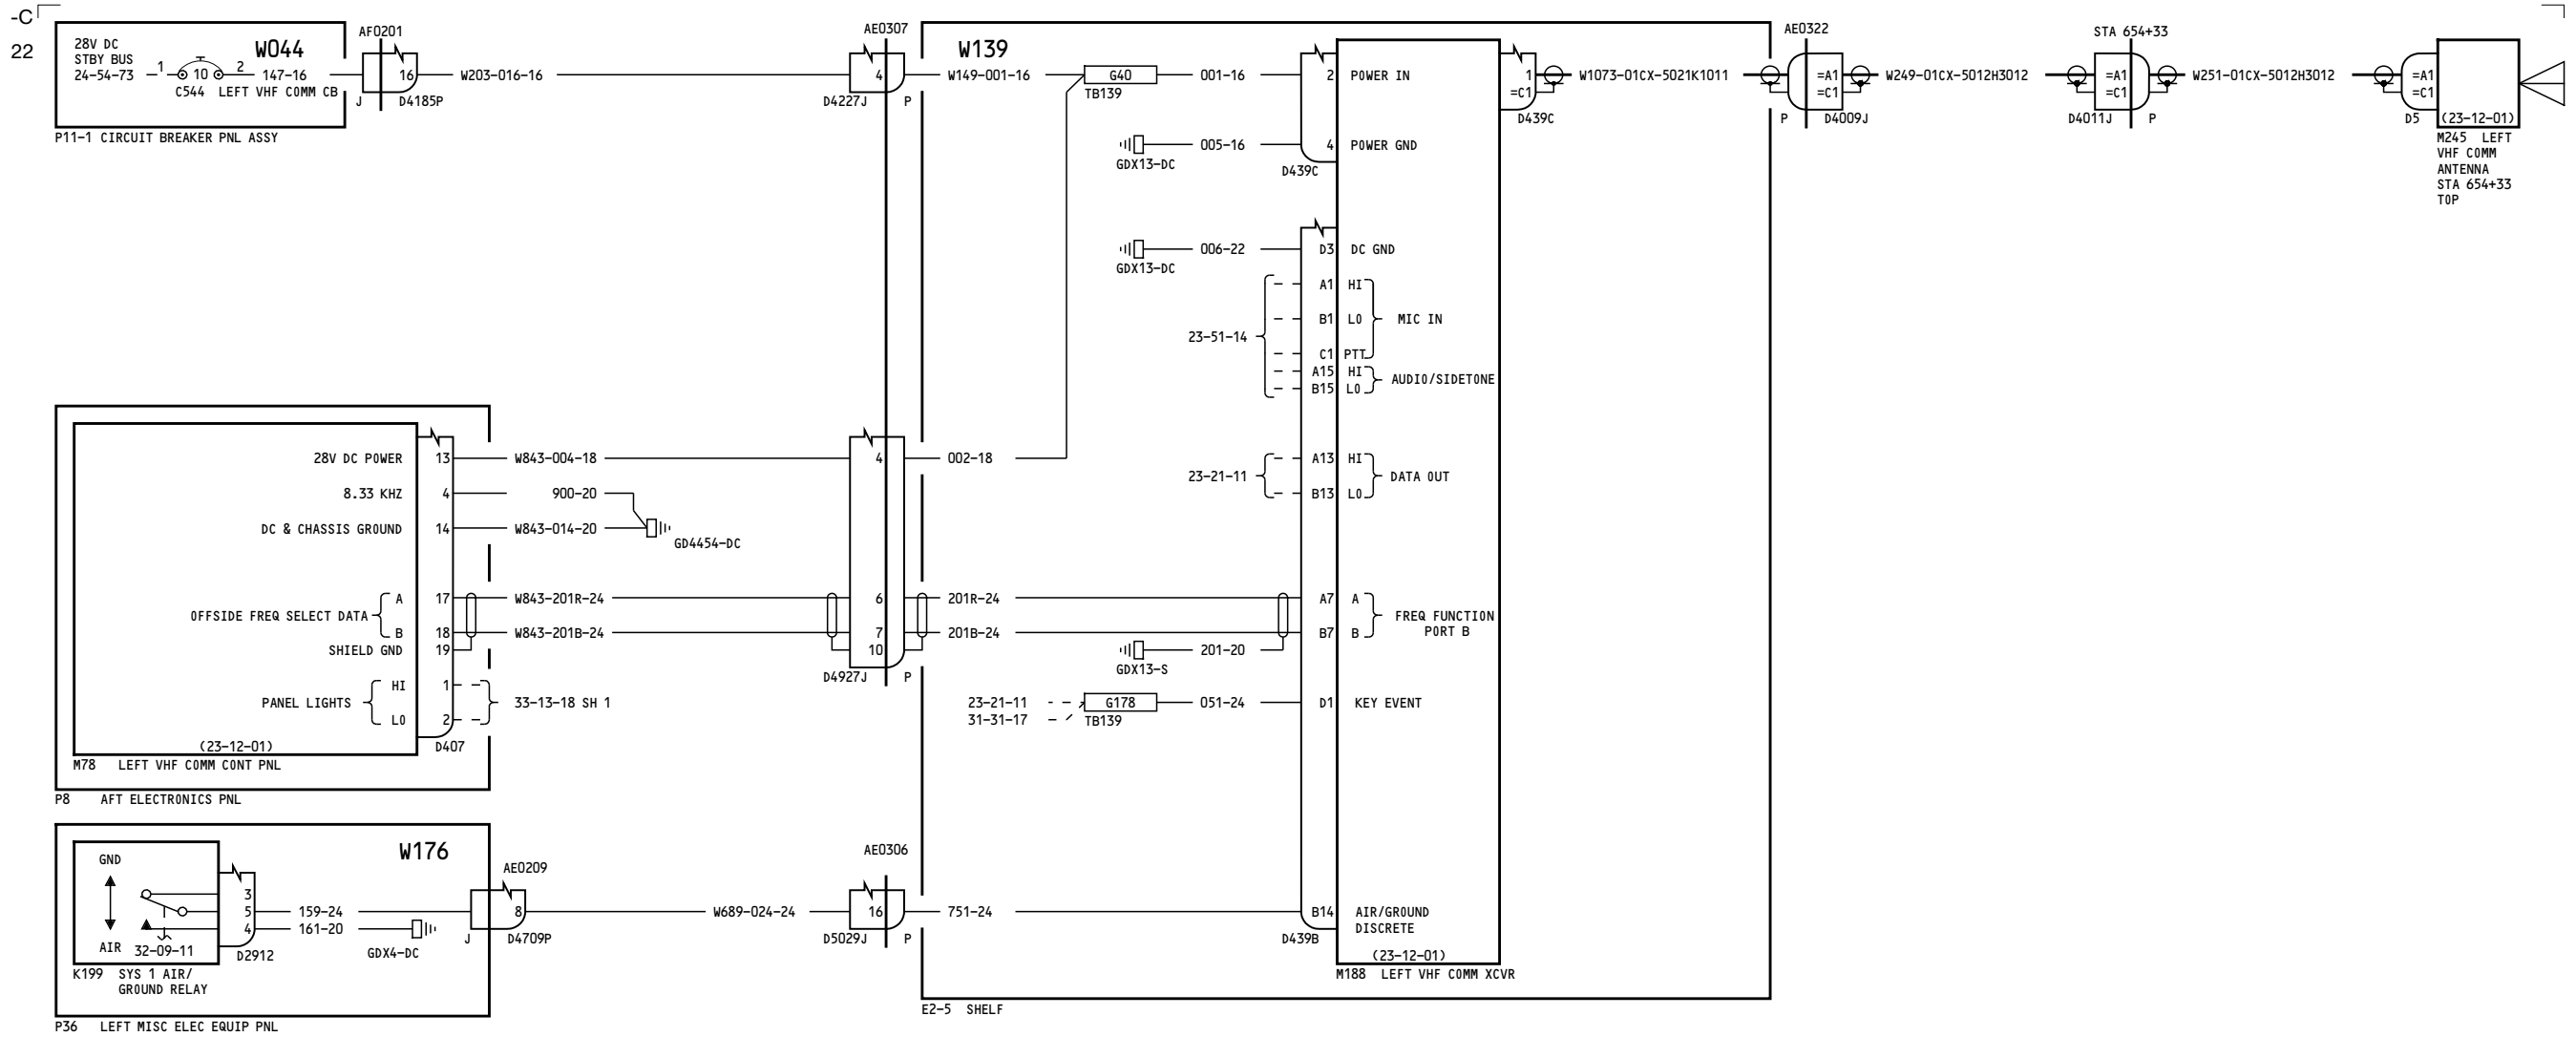 -C
22
28V DC
STBY BUS
24-54-73
1
10
2
W044
147-16
C544 LEFT VHF COMM CB
P11-1 CIRCUIT BREAKER PNL ASSY
AF0201
16
J
D4185P
W203-016-16
AE0307
4
D4227J
P
W139
W149-001-16
G40
TB139
001-16
2
POWER IN
GDX13-DC
005-16
4
POWER GND
D439C
1
=C1
D439C
W1073-01CX-5021K1011
AE0322
=A1
=C1
P
D4009J
W249-01CX-5012H3012
STA 654+33
=A1
=C1
D4011J
P
W251-01CX-5012H3012
=A1
=C1
D5
(23-12-01)
M245 LEFT
VHF COMM
ANTENNA
STA 654+33
TOP
GDX13-DC
006-22
D3
DC GND
23-51-14
A1 HI
B1 LO
MIC IN
C1 PTT
A15 HI
B15 LO
AUDIO/SIDETONE
23-21-11
A13 HI
B13 LO
DATA OUT
28V DC POWER
13
W843-004-18
4
002-18
8.33 KHZ
4
900-20
DC & CHASSIS GROUND
14
W843-014-20
GD4454-DC
OFFSIDE FREQ SELECT DATA
A
17
W843-201R-24
6
201R-24
A7 A
B
18
W843-201B-24
7
201B-24
B7 B
FREQ FUNCTION
PORT B
SHIELD GND
19
10
GDX13-S
201-20
D4927J
P
PANEL LIGHTS
HI
1
LO
2
33-13-18 SH 1
23-21-11
31-31-17
G178
TB139
051-24
D1
KEY EVENT
(23-12-01)
D407
M78 LEFT VHF COMM CONT PNL
P8 AFT ELECTRONICS PNL
GND
AIR
32-09-11
3
5
4
D2912
K199 SYS 1 AIR/
GROUND RELAY
W176
159-24
161-20
GDX4-DC
AE0209
8
J
D4709P
W689-024-24
AE0306
16
D5029J
P
751-24
B14
AIR/GROUND
DISCRETE
D439B
(23-12-01)
M188 LEFT VHF COMM XCVR
E2-5 SHELF
P36 LEFT MISC ELEC EQUIP PNL